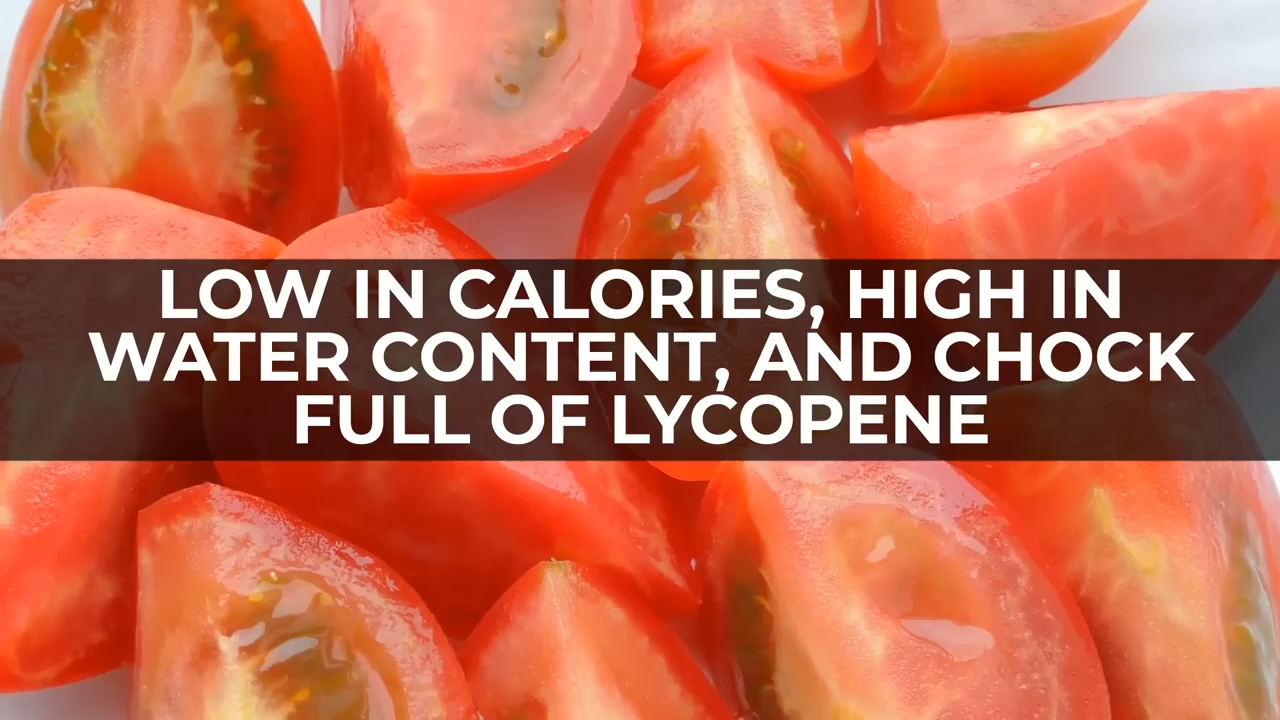 LOW IN CALORIES, HIGH IN
WATER CONTENT, AND CHOCK
FULL OF LYCOPENE